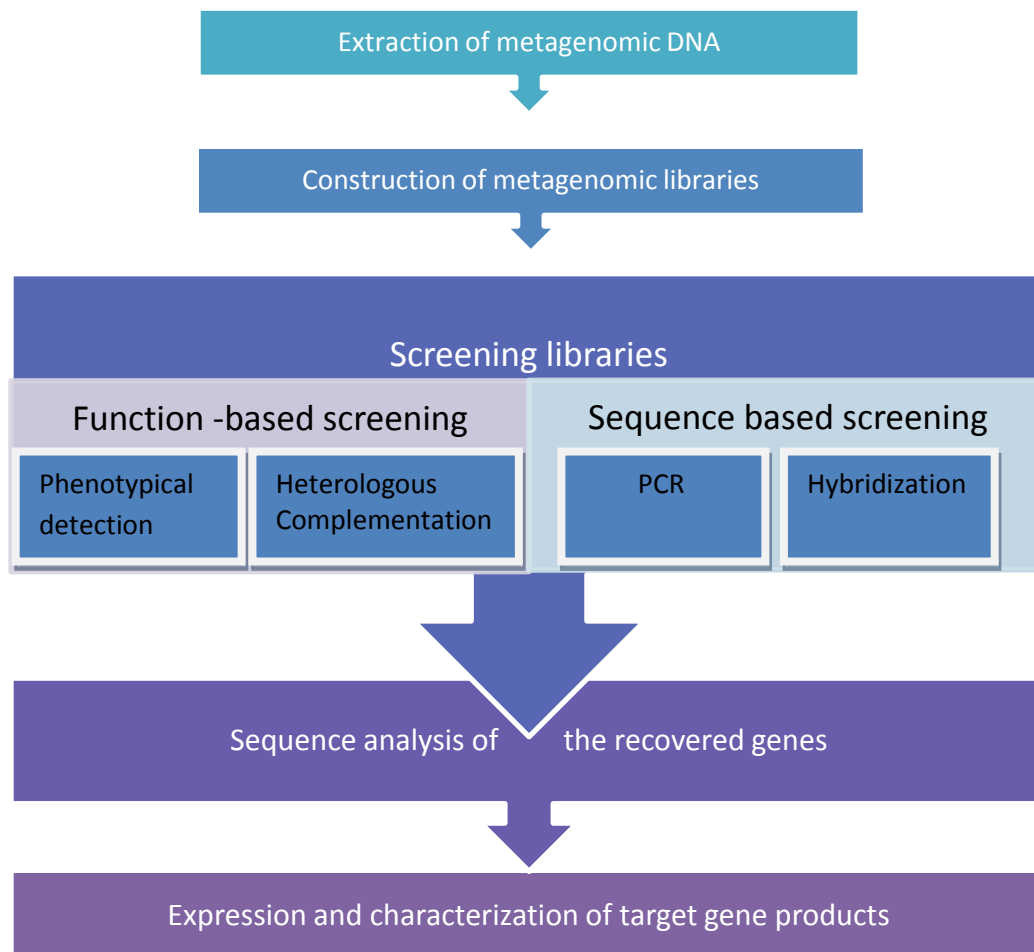 Extraction of metagenomic DNA
Construction of metagenomic libraries
Screening libraries
Function -based screening
Phenotypical
detection
Heterologous
Complementation
Sequence based screening
PCR
Hybridization
Sequence analysis of the recovered genes
Expression and characterization of target gene products